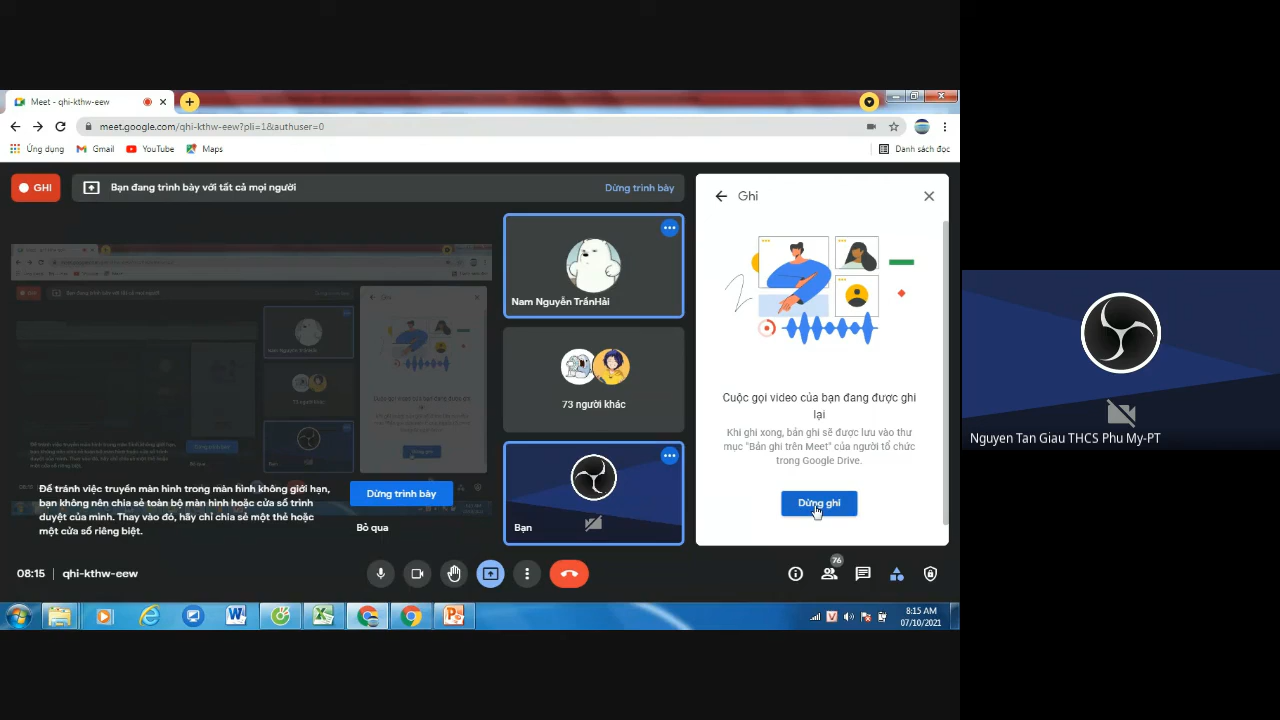 Meet - qhi-kthw-eew
meet.google.com/qhi-kthw-eew?pli=1&authuser=0
Ứng dụng Gmail YouTube Maps Danh sách đọc
GHI Bạn đang trình bày với tất cả mọi người Dừng trình bày
Ghi
Nam Nguyễn TrầnHải
73 người khác
Bạn
Cuộc gọi video của bạn đang được ghi
lại
Khi ghi xong, bản ghi sẽ được lưu vào thư
mục "Bản ghi trên Meet" của người tổ chức
trong Google Drive.
Dừng ghi
Để tránh việc truyền màn hình trong màn hình không giới hạn,
bạn không nên chia sẻ toàn bộ màn hình hoặc cửa sổ trình
duyệt của mình. Thay vào đó, hãy chỉ chia sẻ một thẻ hoặc
một cửa sổ riêng biệt.
Dừng trình bày
Bỏ qua
08:15 | qhi-kthw-eew
76
8:15 AM
07/10/2021
Nguyen Tan Giau THCS Phu My-PT